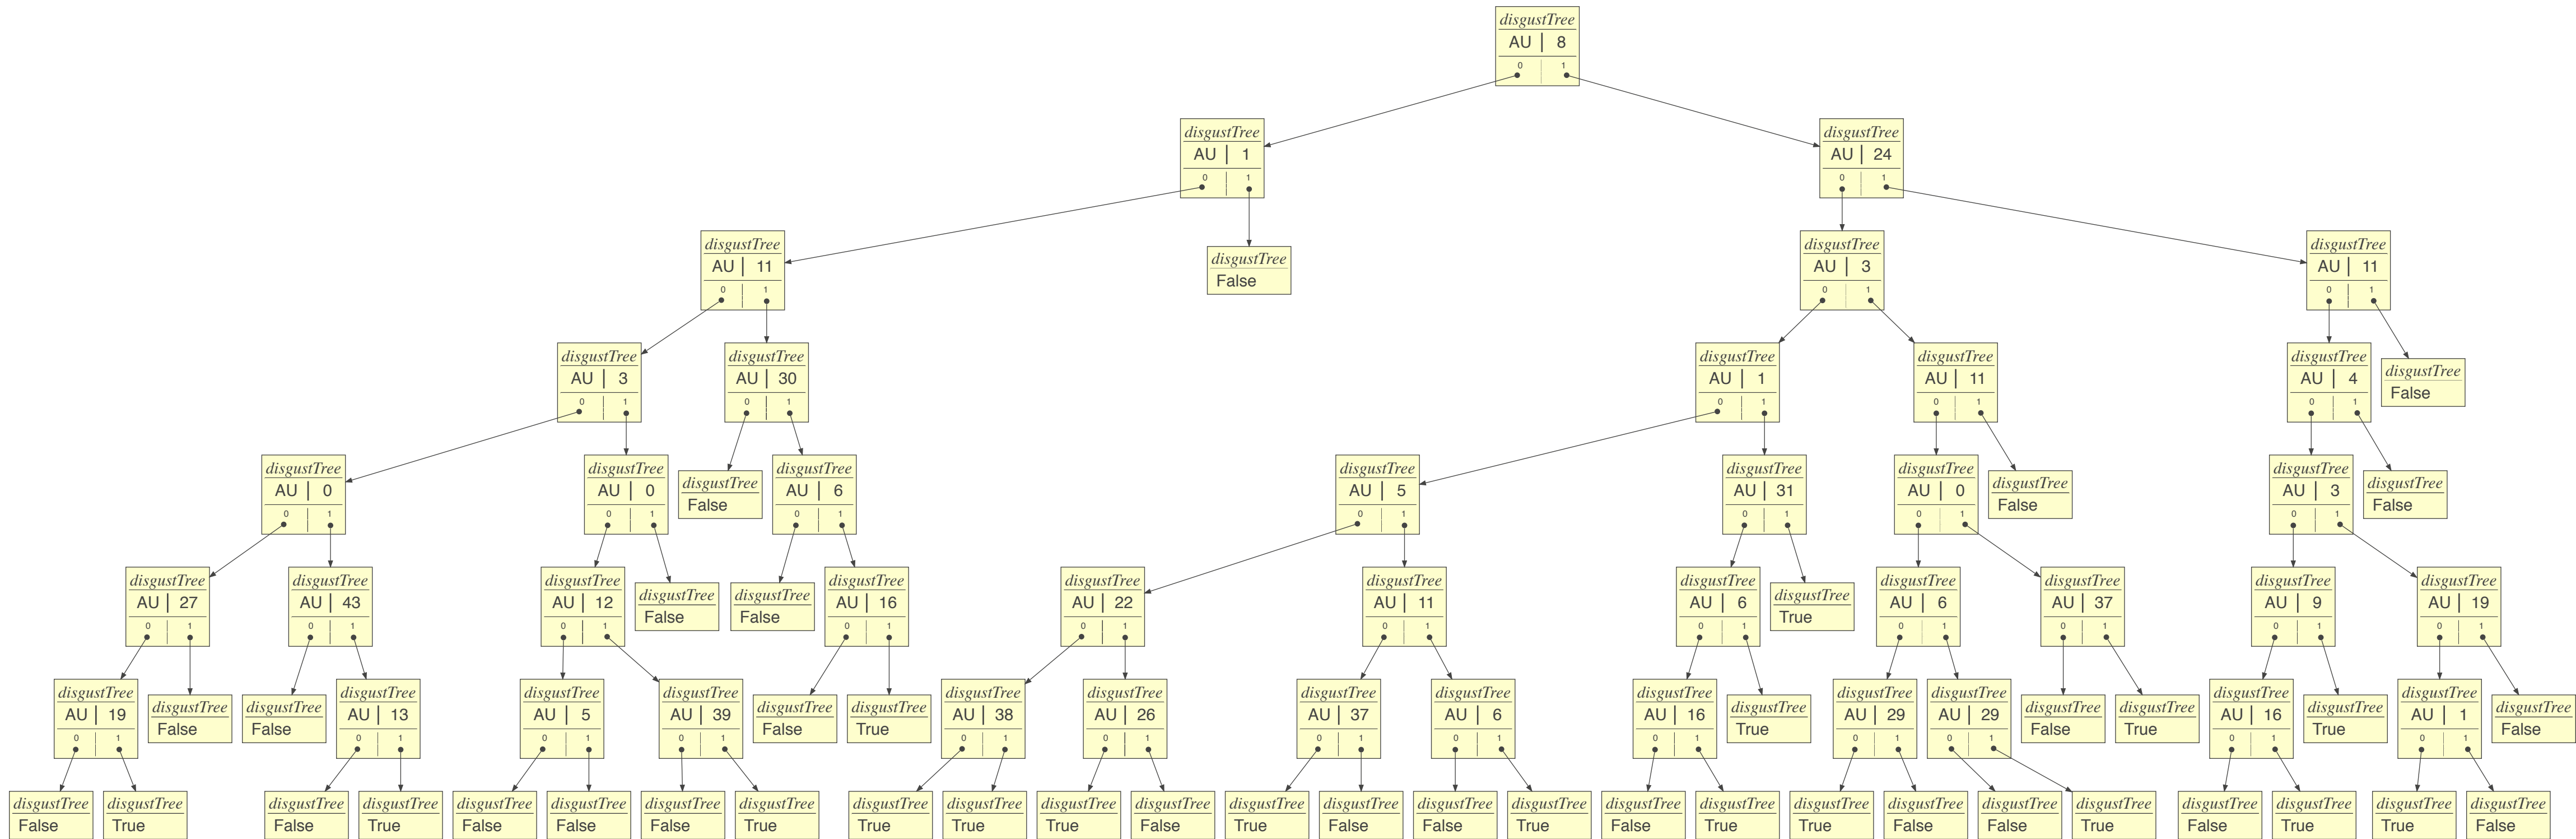 disgustTree
AU | 8
0 1
disgustTree
AU | 1
0 1
disgustTree
AU | 24
0 1
disgustTree
AU | 11
0 1
disgustTree
False
disgustTree
AU | 3
0 1
disgustTree
AU | 11
0 1
disgustTree
AU | 3
0 1
disgustTree
AU | 30
0 1
disgustTree
AU | 1
0 1
disgustTree
AU | 11
0 1
disgustTree
AU | 4
0 1
disgustTree
False
disgustTree
AU | 0
0 1
disgustTree
AU | 0
0 1
disgustTree
False
disgustTree
AU | 6
0 1
disgustTree
AU | 5
0 1
disgustTree
AU | 31
0 1
disgustTree
AU | 0
0 1
disgustTree
False
disgustTree
AU | 3
0 1
disgustTree
False
disgustTree
AU | 27
0 1
disgustTree
AU | 43
0 1
disgustTree
AU | 12
0 1
disgustTree
False
disgustTree
False
disgustTree
AU | 16
0 1
disgustTree
AU | 22
0 1
disgustTree
AU | 11
0 1
disgustTree
AU | 6
0 1
disgustTree
True
disgustTree
AU | 6
0 1
disgustTree
AU | 37
0 1
disgustTree
AU | 9
0 1
disgustTree
AU | 19
0 1
disgustTree
AU | 19
0 1
disgustTree
False
disgustTree
False
disgustTree
AU | 13
0 1
disgustTree
AU | 5
0 1
disgustTree
AU | 39
0 1
disgustTree
False
disgustTree
True
disgustTree
AU | 38
0 1
disgustTree
AU | 26
0 1
disgustTree
AU | 37
0 1
disgustTree
AU | 6
0 1
disgustTree
AU | 16
0 1
disgustTree
True
disgustTree
AU | 29
0 1
disgustTree
AU | 29
0 1
disgustTree
False
disgustTree
True
disgustTree
AU | 16
0 1
disgustTree
True
disgustTree
AU | 1
0 1
disgustTree
False
disgustTree
False
disgustTree
True
disgustTree
False
disgustTree
True
disgustTree
False
disgustTree
False
disgustTree
False
disgustTree
True
disgustTree
True
disgustTree
True
disgustTree
True
disgustTree
False
disgustTree
True
disgustTree
False
disgustTree
False
disgustTree
True
disgustTree
False
disgustTree
True
disgustTree
True
disgustTree
False
disgustTree
False
disgustTree
True
disgustTree
False
disgustTree
True
disgustTree
True
disgustTree
False